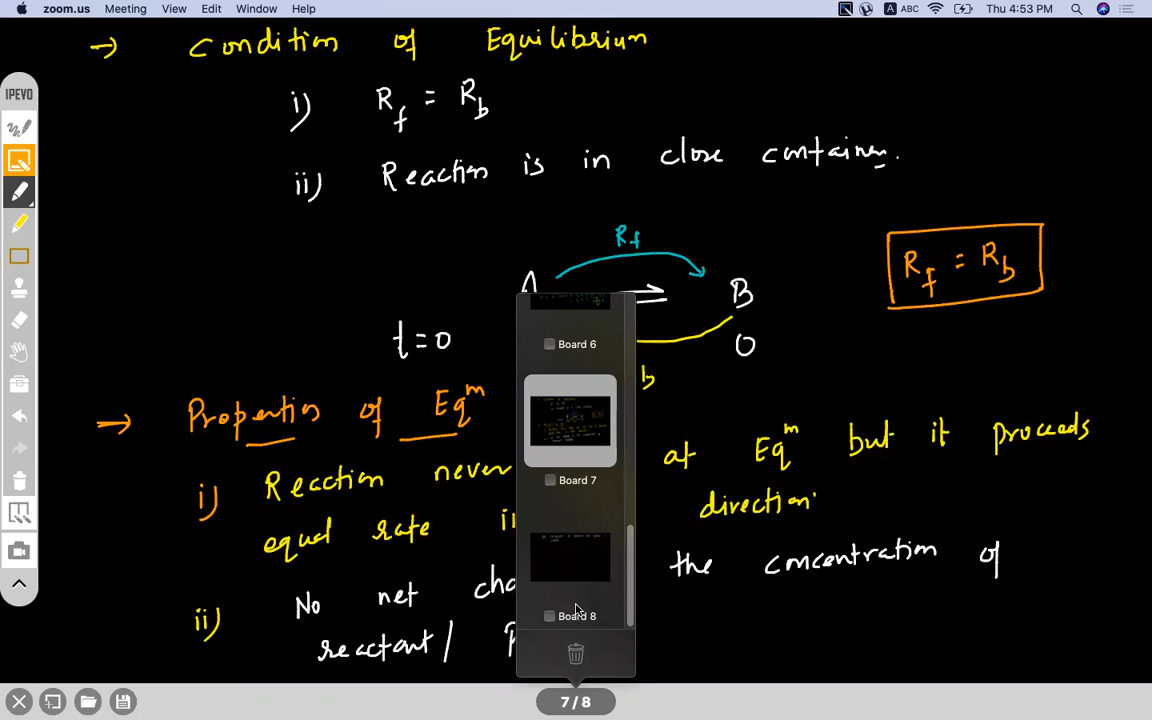 zoom.us Meeting View Edit Window Help ABC Thu 4:53 PM
→ Condition of Equilibrium
IPEVO
i) Rf = Rb
ii) Reaction is in close container.
Rf
Rf = Rb
B
t=0 0
Board 6
b
→ Properties of Eqm
i) Reaction never at Eqm but it proceeds
Board 7
equal rate direction
No net the concentration of
ii) Board 8
reactant/
7 / 8